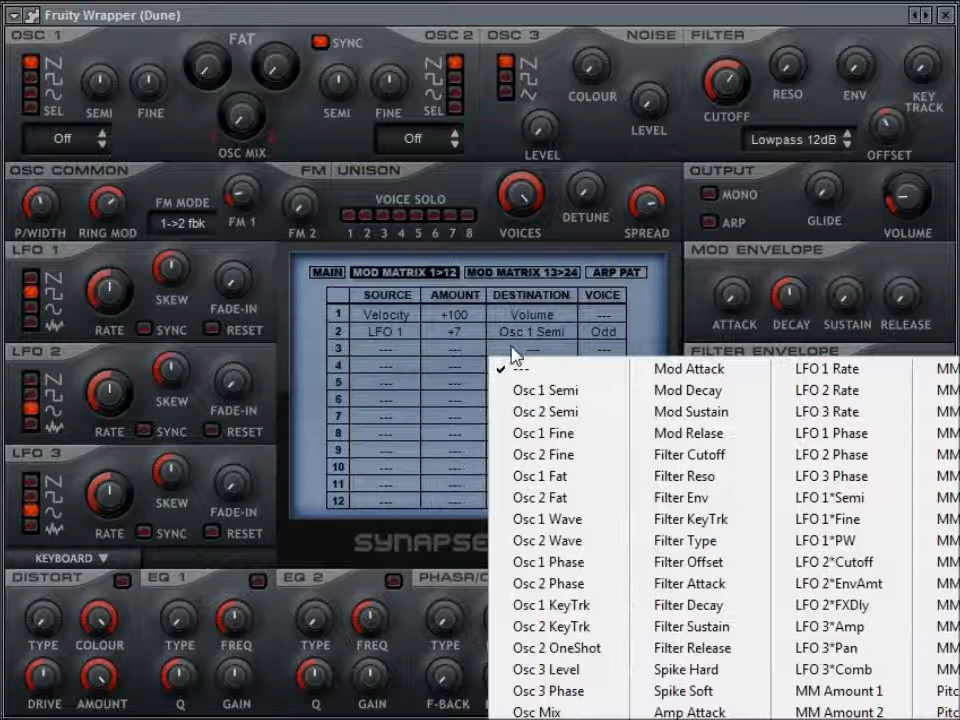 Fruity Wrapper (Dune)
OSC 1
FAT
SYNC
OSC 2
OSC 3
NOISE
FILTER
SEMI
FINE
SEL
Off
OSC MIX
1
2
SEMI
FINE
SEL
Off
COLOUR
LEVEL
LEVEL
CUTOFF
RESO
ENV
KEY
TRACK
Lowpass 12dB
OFFSET
OSC COMMON
FM
UNISON
OUTPUT
P/WIDTH
RING MOD
FM MODE
1->2 fbk
FM 1
FM 2
VOICE SOLO
1 2 3 4 5 6 7 8
VOICES
DETUNE
SPREAD
MONO
ARP
GLIDE
VOLUME
LFO 1
RATE
SKEW
SYNC
FADE-IN
RESET
LFO 2
RATE
SKEW
SYNC
FADE-IN
RESET
LFO 3
RATE
SKEW
SYNC
FADE-IN
RESET
KEYBOARD
MAIN MOD MATRIX 1>12 MOD MATRIX 13>24 ARP PAT
SOURCE AMOUNT DESTINATION VOICE
1 Velocity +100 Volume ---
2 LFO 1 +7 Osc 1 Semi Odd
3 --- --- --- ---
4 --- ---
5 --- ---
6 --- ---
7 --- ---
8 --- ---
9 --- ---
10 --- ---
11 --- ---
12 --- ---
SYNAPSE
MOD ENVELOPE
ATTACK DECAY SUSTAIN RELEASE
FILTER ENVELOPE
---
Osc 1 Semi
Osc 2 Semi
Osc 1 Fine
Osc 2 Fine
Osc 1 Fat
Osc 2 Fat
Osc 1 Wave
Osc 2 Wave
Osc 1 Phase
Osc 2 Phase
Osc 1 KeyTrk
Osc 2 KeyTrk
Osc 2 OneShot
Osc 3 Level
Osc 3 Phase
Osc Mix
Mod Attack
Mod Decay
Mod Sustain
Mod Relase
Filter Cutoff
Filter Reso
Filter Env
Filter KeyTrk
Filter Type
Filter Offset
Filter Attack
Filter Decay
Filter Sustain
Filter Release
Spike Hard
Spike Soft
Amp Attack
LFO 1 Rate
LFO 2 Rate
LFO 3 Rate
LFO 1 Phase
LFO 2 Phase
LFO 3 Phase
LFO 1*Semi
LFO 1*Fine
LFO 1*PW
LFO 2*Cutoff
LFO 2*EnvAmt
LFO 2*FXDly
LFO 3*Amp
LFO 3*Pan
LFO 3*Comb
MM Amount 1
MM Amount 2
DISTORT
TYPE
COLOUR
DRIVE
AMOUNT
EQ 1
TYPE
FREQ
Q
GAIN
EQ 2
TYPE
FREQ
Q
GAIN
PHASR/C
TYPE
F-BACK